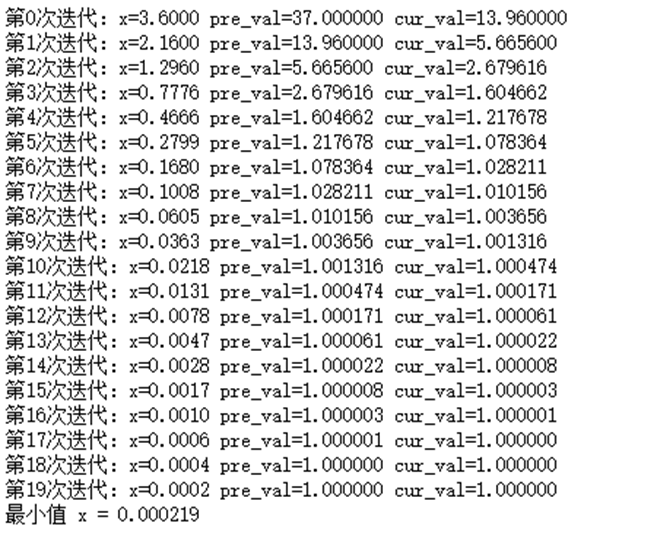 第0次迭代：x=3.6000 pre_val=37.000000 cur_val=13.960000
第1次迭代：x=2.1600 pre_val=13.960000 cur_val=5.665600
第2次迭代：x=1.2960 pre_val=5.665600 cur_val=2.679616
第3次迭代：x=0.7776 pre_val=2.679616 cur_val=1.604662
第4次迭代：x=0.4666 pre_val=1.604662 cur_val=1.217678
第5次迭代：x=0.2799 pre_val=1.217678 cur_val=1.078364
第6次迭代：x=0.1680 pre_val=1.078364 cur_val=1.028211
第7次迭代：x=0.1008 pre_val=1.028211 cur_val=1.010156
第8次迭代：x=0.0605 pre_val=1.010156 cur_val=1.003656
第9次迭代：x=0.0363 pre_val=1.003656 cur_val=1.001316
第10次迭代：x=0.0218 pre_val=1.001316 cur_val=1.000474
第11次迭代：x=0.0131 pre_val=1.000474 cur_val=1.000171
第12次迭代：x=0.0078 pre_val=1.000171 cur_val=1.000061
第13次迭代：x=0.0047 pre_val=1.000061 cur_val=1.000022
第14次迭代：x=0.0028 pre_val=1.000022 cur_val=1.000008
第15次迭代：x=0.0017 pre_val=1.000008 cur_val=1.000003
第16次迭代：x=0.0010 pre_val=1.000003 cur_val=1.000001
第17次迭代：x=0.0006 pre_val=1.000001 cur_val=1.000000
第18次迭代：x=0.0004 pre_val=1.000000 cur_val=1.000000
第19次迭代：x=0.0002 pre_val=1.000000 cur_val=1.000000
最小值 x = 0.000219